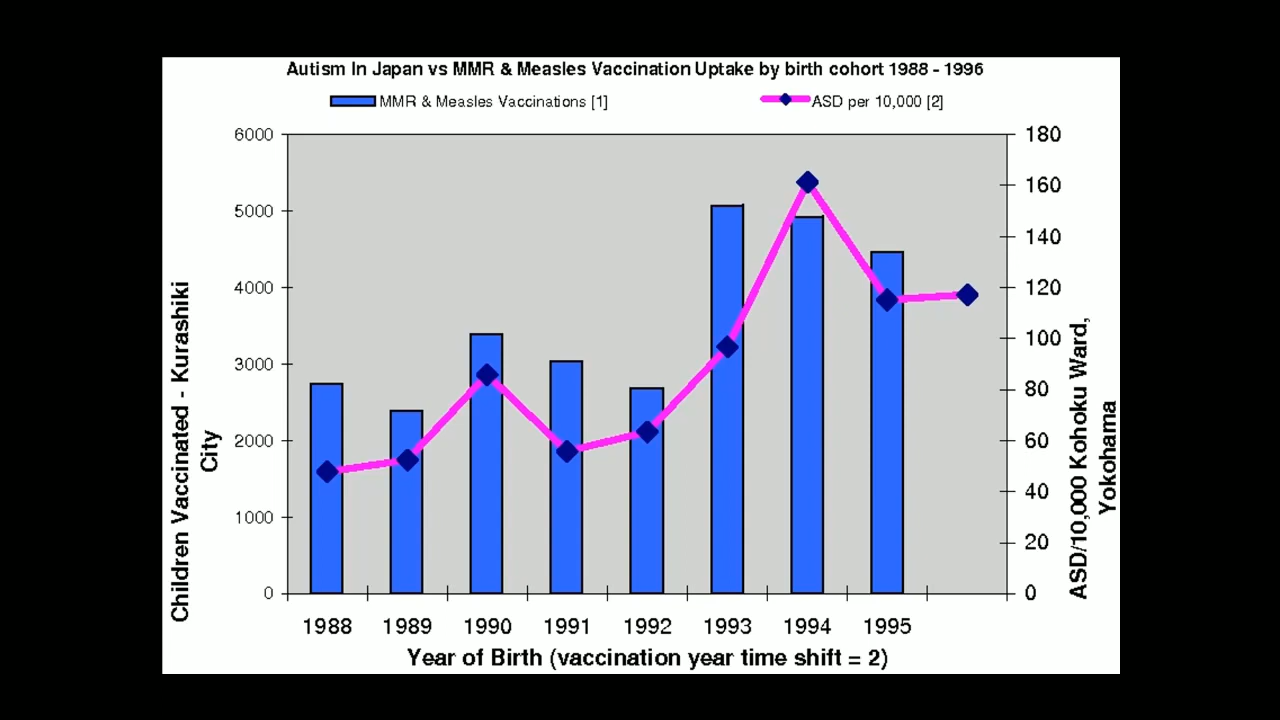 Autism In Japan vs MMR & Measles Vaccination Uptake by birth cohort 1988 - 1996
MMR & Measles Vaccinations [1]
ASD per 10,000 [2]
6000
5000
4000
3000
2000
1000
0
180
160
140
120
100
80
60
40
20
0
Children Vaccinated - Kurashiki
City
ASD/10,000 Kohoku Ward,
Yokohama
1988 1989 1990 1991 1992 1993 1994 1995
Year of Birth (vaccination year time shift = 2)